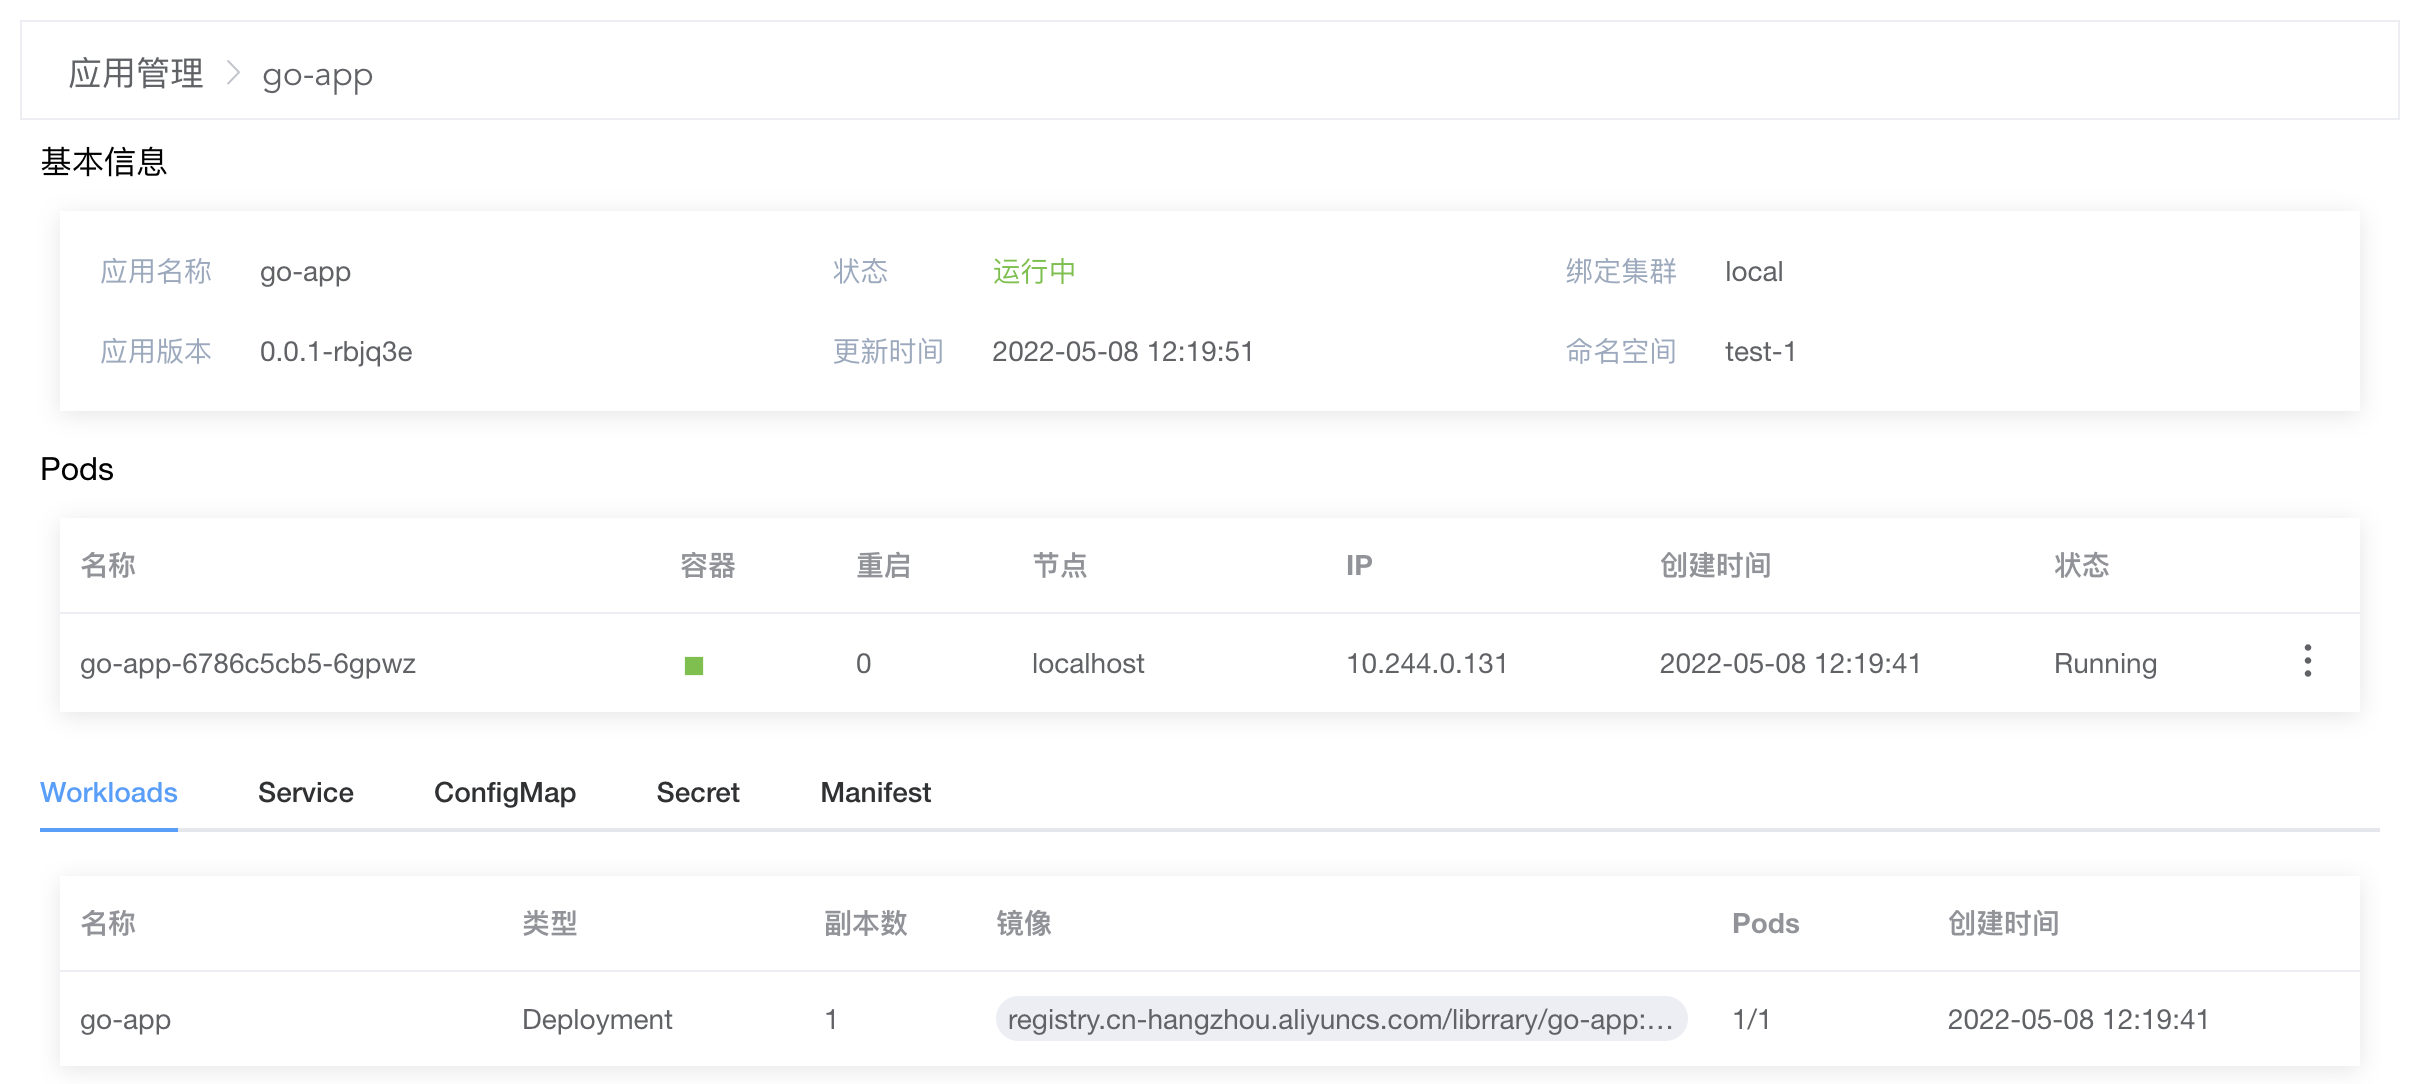 应用管理 > go-app
基本信息
应用名称 go-app 状态 运行中 绑定集群 local
应用版本 0.0.1-rbjq3e 更新时间 2022-05-08 12:19:51 命名空间 test-1
Pods
名称 容器 重启 节点 IP 创建时间 状态
go-app-6786c5cb5-6gpwz 0 localhost 10.244.0.131 2022-05-08 12:19:41 Running
Workloads Service ConfigMap Secret Manifest
名称 类型 副本数 镜像 Pods 创建时间
go-app Deployment 1 registry.cn-hangzhou.aliyuncs.com/librrary/go-app:... 1/1 2022-05-08 12:19:41